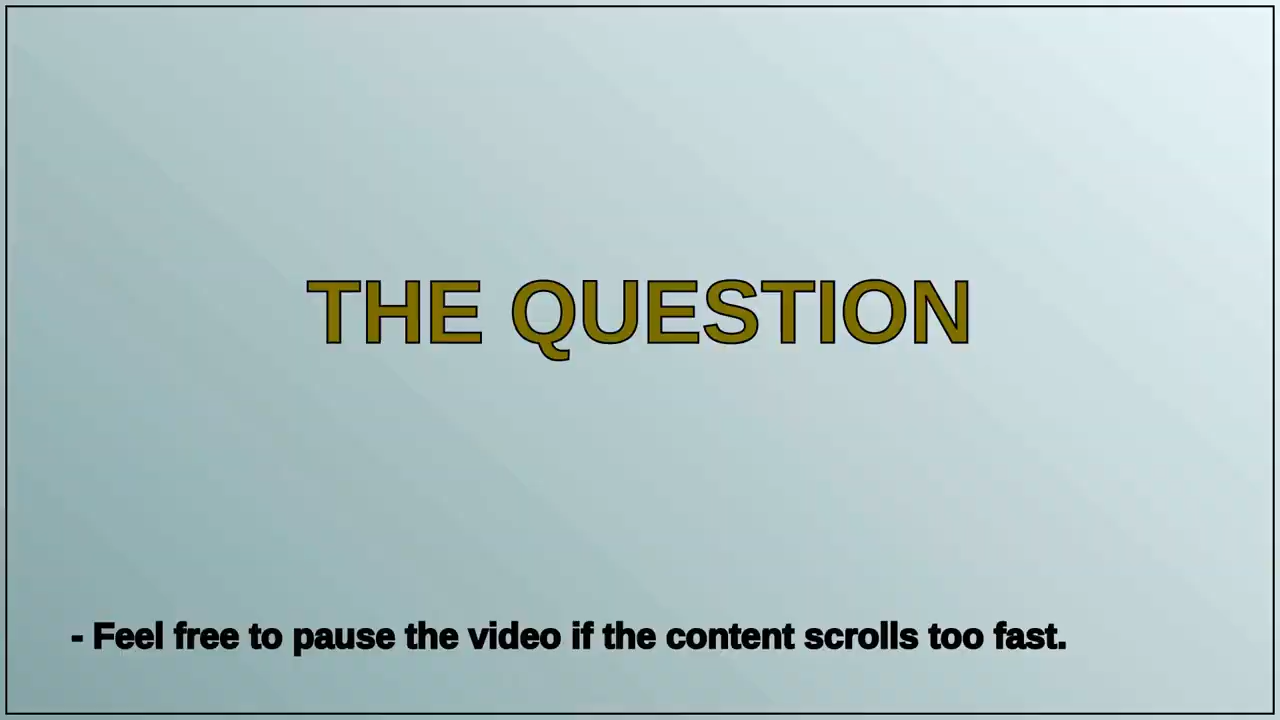 THE QUESTION
- Feel free to pause the video if the content scrolls too fast.